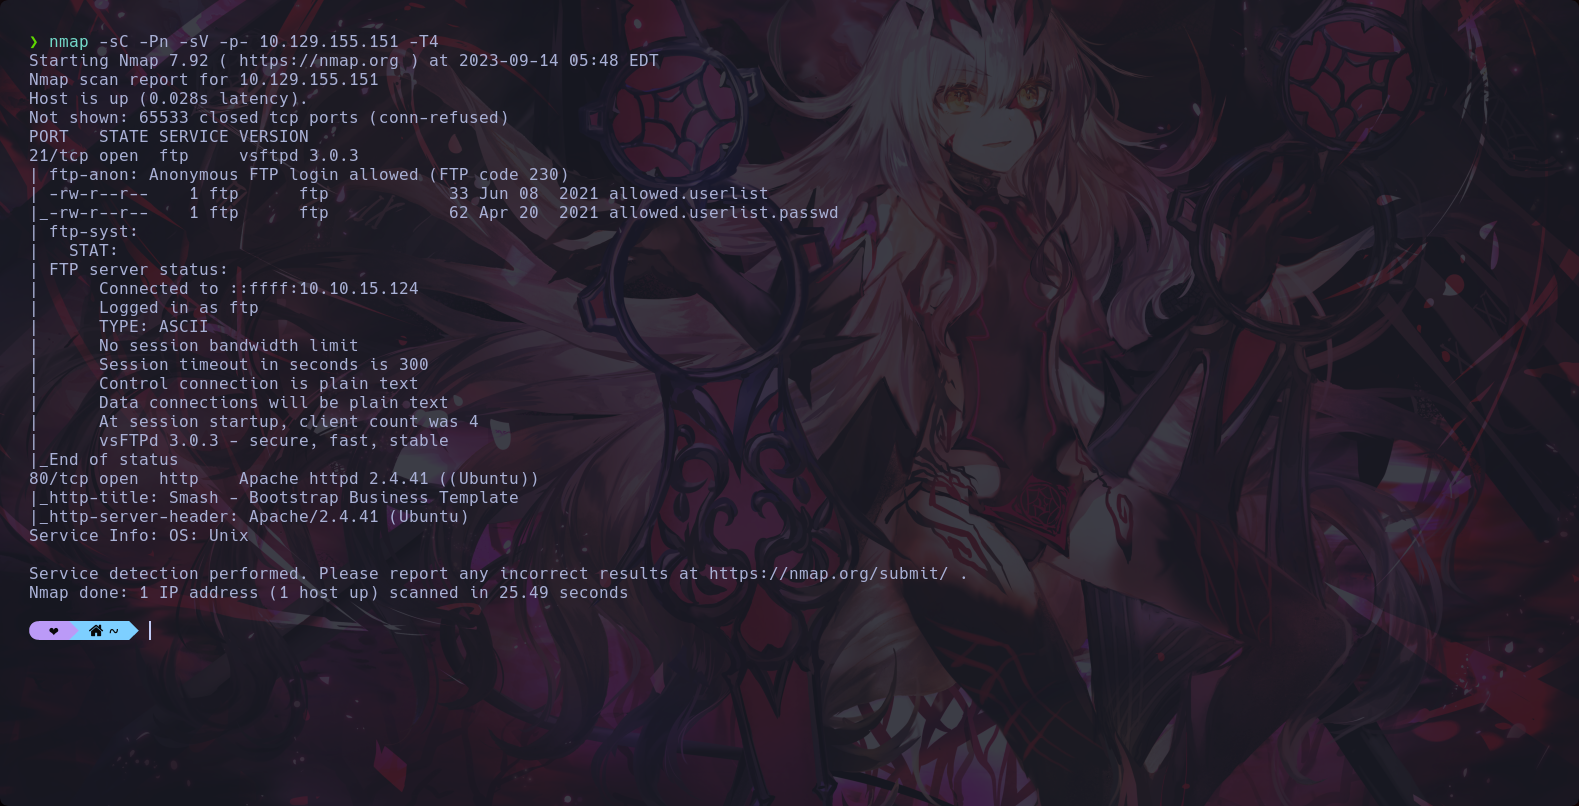 ❯ nmap -sC -Pn -sV -p- 10.129.155.151 -T4
Starting Nmap 7.92 ( https://nmap.org ) at 2023-09-14 05:48 EDT
Nmap scan report for 10.129.155.151
Host is up (0.028s latency).
Not shown: 65533 closed tcp ports (conn-refused)
PORT   STATE SERVICE VERSION
21/tcp open  ftp     vsftpd 3.0.3
| ftp-anon: Anonymous FTP login allowed (FTP code 230)
| -rw-r--r--    1 ftp      ftp            33 Jun 08  2021 allowed.userlist
|_-rw-r--r--    1 ftp      ftp            62 Apr 20  2021 allowed.userlist.passwd
| ftp-syst:
|   STAT:
| FTP server status:
|      Connected to ::ffff:10.10.15.124
|      Logged in as ftp
|      TYPE: ASCII
|      No session bandwidth limit
|      Session timeout in seconds is 300
|      Control connection is plain text
|      Data connections will be plain text
|      At session startup, client count was 4
|      vsFTPd 3.0.3 - secure, fast, stable
|_End of status
80/tcp open  http    Apache httpd 2.4.41 ((Ubuntu))
|_http-title: Smash - Bootstrap Business Template
|_http-server-header: Apache/2.4.41 (Ubuntu)
Service Info: OS: Unix
Service detection performed. Please report any incorrect results at https://nmap.org/submit/ .
Nmap done: 1 IP address (1 host up) scanned in 25.49 seconds
❤ ~